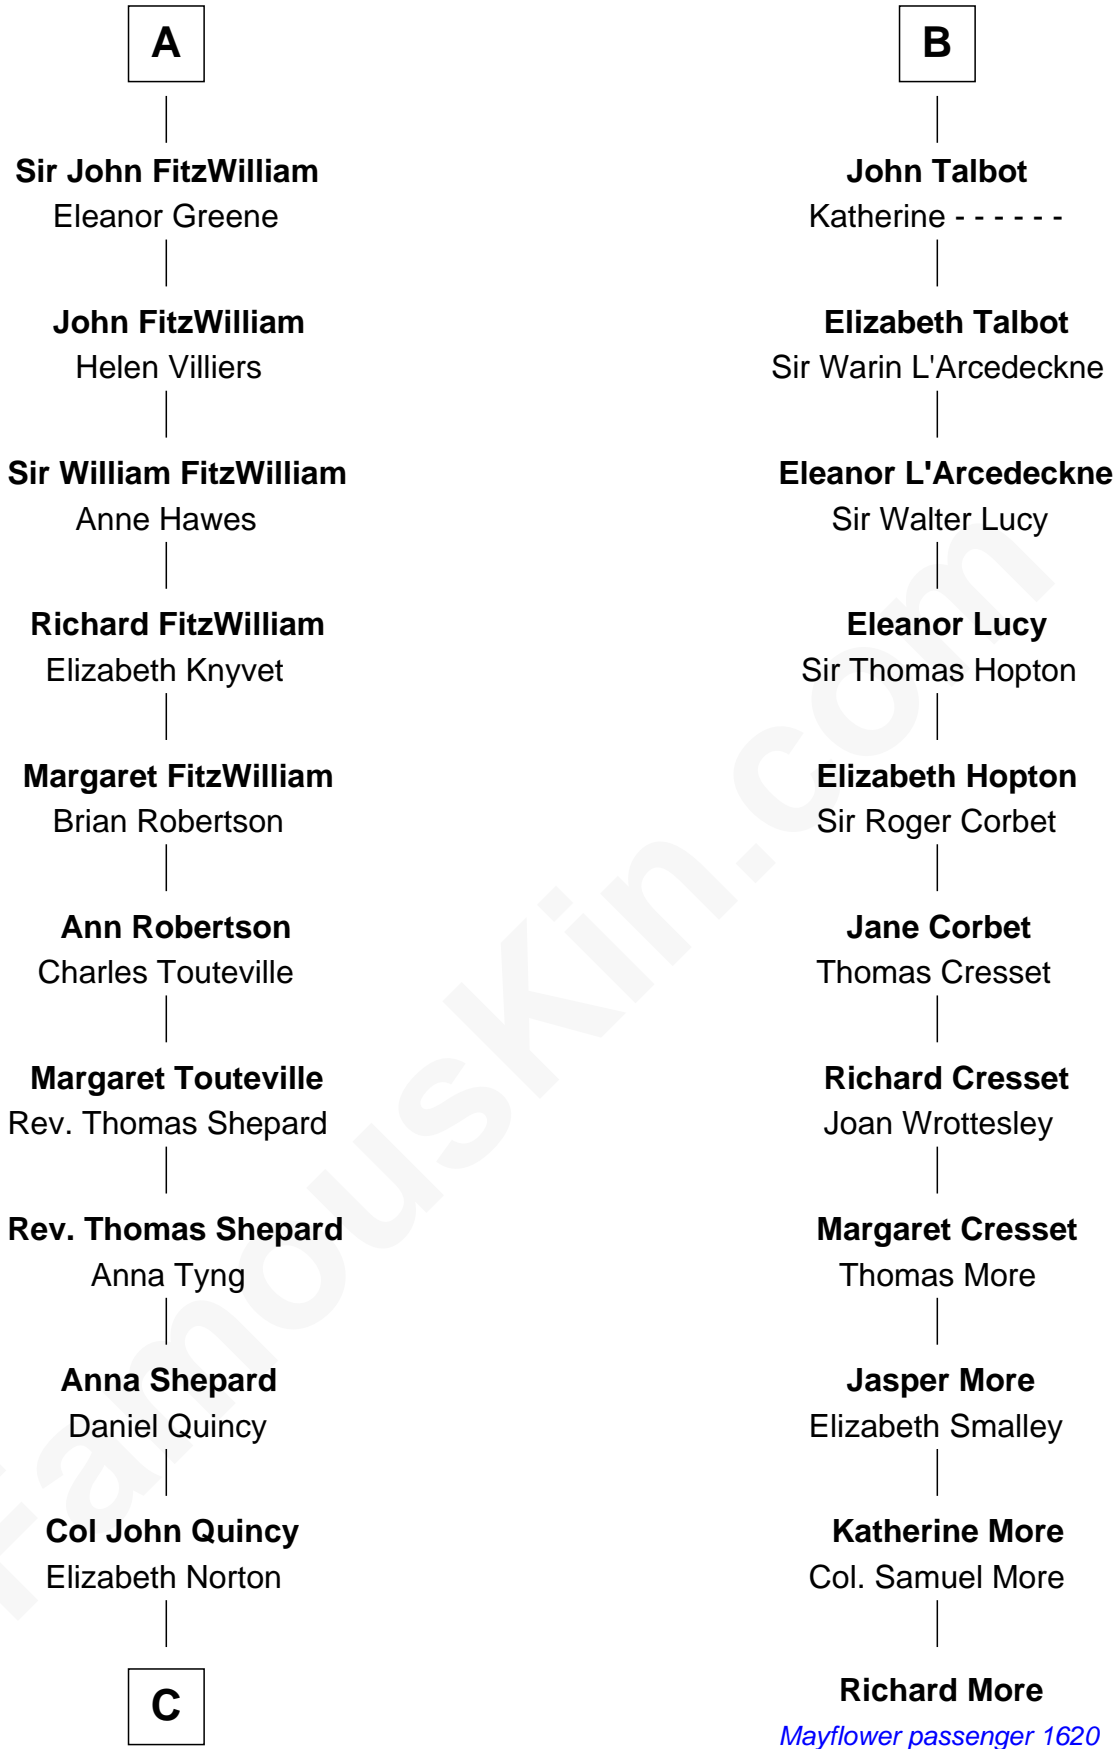 A
Sir John FitzWilliam
Eleanor Greene
John FitzWilliam
Helen Villiers
Sir William FitzWilliam
Anne Hawes
Richard FitzWilliam
Elizabeth Knyvet
Margaret FitzWilliam
Brian Robertson
Ann Robertson
Charles Touteville
Margaret Touteville
Rev. Thomas Shepard
Rev. Thomas Shepard
Anna Tyng
Anna Shepard
Daniel Quincy
Col John Quincy
Elizabeth Norton
C
B
John Talbot
Katherine - - - - - -
Elizabeth Talbot
Sir Warin L'Arcedeckne
Eleanor L'Arcedeckne
Sir Walter Lucy
Eleanor Lucy
Sir Thomas Hopton
Elizabeth Hopton
Sir Roger Corbet
Jane Corbet
Thomas Cresset
Richard Cresset
Joan Wrottesley
Margaret Cresset
Thomas More
Jasper More
Elizabeth Smalley
Katherine More
Col. Samuel More
Richard More
Mayflower passenger 1620
FamousKin.com